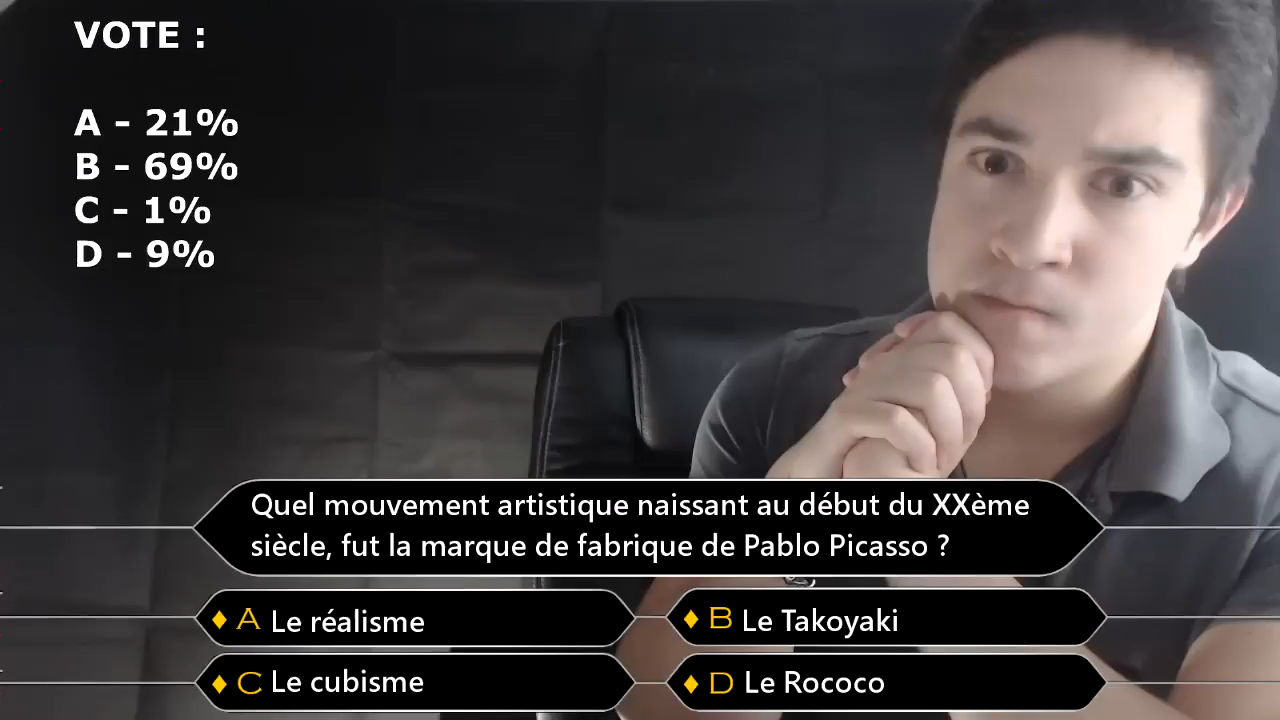 VOTE :
A - 21%
B - 69%
C - 1%
D - 9%
Quel mouvement artistique naissant au début du XXème
siècle, fut la marque de fabrique de Pablo Picasso ?
A Le réalisme
B Le Takoyaki
C Le cubisme
D Le Rococo